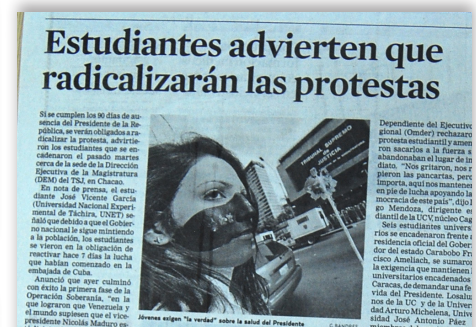 Estudiantes advierten que
radicalizarán las protestas
Si se cumplen los 90 días de au-
sencia del Presidente de la Re-
pública, se verán obligados a ra-
dicalizar la protesta, advirtie-
ron los estudiantes que se en-
cadenaron el pasado martes
cerca de la sede de la Dirección
Ejecutiva de la Magistratura
(DEM) del TSJ, en Chacao.
En nota de prensa, el estu-
diante José Vicente García
(Universidad Nacional Experi-
mental de Táchira, UNET) se-
ñaló que debido a que el Gobier-
no nacional le sigue mintiendo
a la población, los estudiantes
se vieron en la obligación de
reactivar hace 7 días la lucha
que habían comenzado en la
embajada de Cuba.
Anunció que ayer culminó
con éxito la primera fase de la
Operación Soberanía, "en la
que lograron que Venezuela y
el mundo supiesen que el vice-
presidente Nicolás Maduro es-
TRIBUNAL SUPREMO
DE
JUSTICIA
Jóvenes exigen "la verdad" sobre la salud del Presidente
Dependiente del Ejecutivo
gional (Omder) rechazaro
protesta estudiantil y amen
ron sacarlos a la fuerza s
abandonaban el lugar de in
diato. "Nos gritaron, nos r
pieron las pancartas, perc
importa, aquí nos mantener
en pie de lucha apoyando la
mocracia de este país", dijo l
go Mendoza, dirigente
diantil de la UCV, núcleo Cag
Seis estudiantes univers
rios se encadenaron frente a
residencia oficial del Gober
dor del estado Carabobo Fr
cisco Ameliach, se sumaror
la exigencia que mantienen
universitarios encadenados
Caracas, de demandar una fe
vida del Presidente. Losalu
nos de la UC y de la Univer
dad Arturo Michelena, Univ
sidad José Antonio Páez